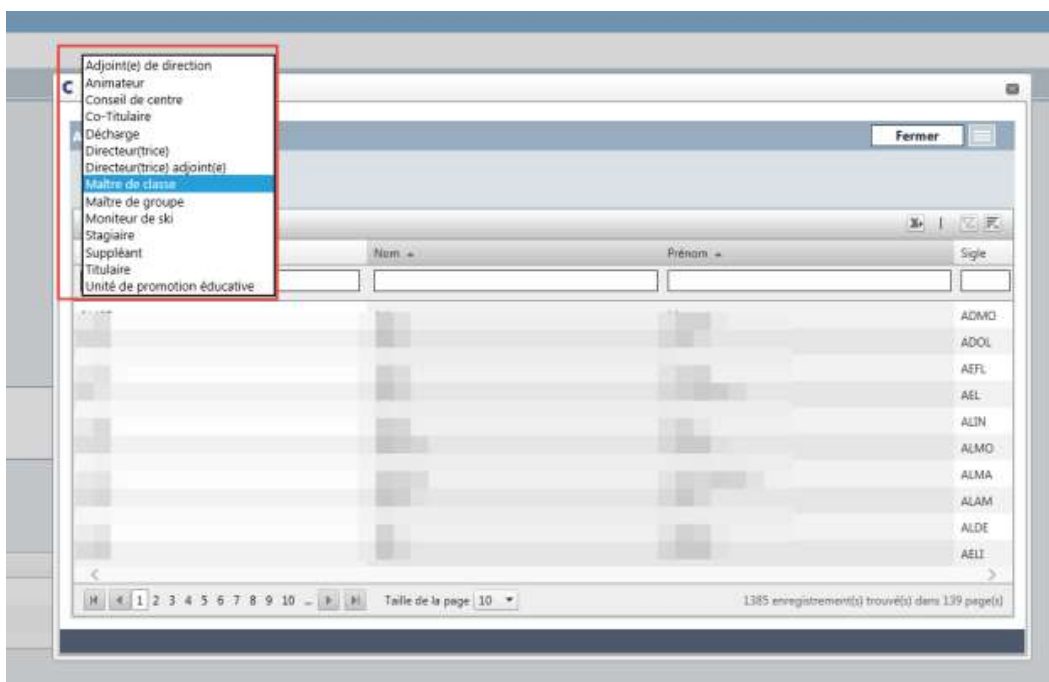 Adjoint(e) de direction
Animateur
Conseil de centre
Co-Titulaire
Décharge
Directeur(trice)
Directeur(trice) adjoint(e)
Maître de classe
Maître de groupe
Moniteur de ski
Stagiaire
Suppléant
Titulaire
Unité de promotion éducative
C
A
Fermer
Nom Prénom Sigle
ADMO
ADOL
AEFL
AEL
ALIN
ALMO
ALMA
ALAM
ALDE
AELI
1 2 3 4 5 6 7 8 9 10 ... Taille de la page 10 1385 enregistrement(s) trouvé(s) dans 139 page(s)